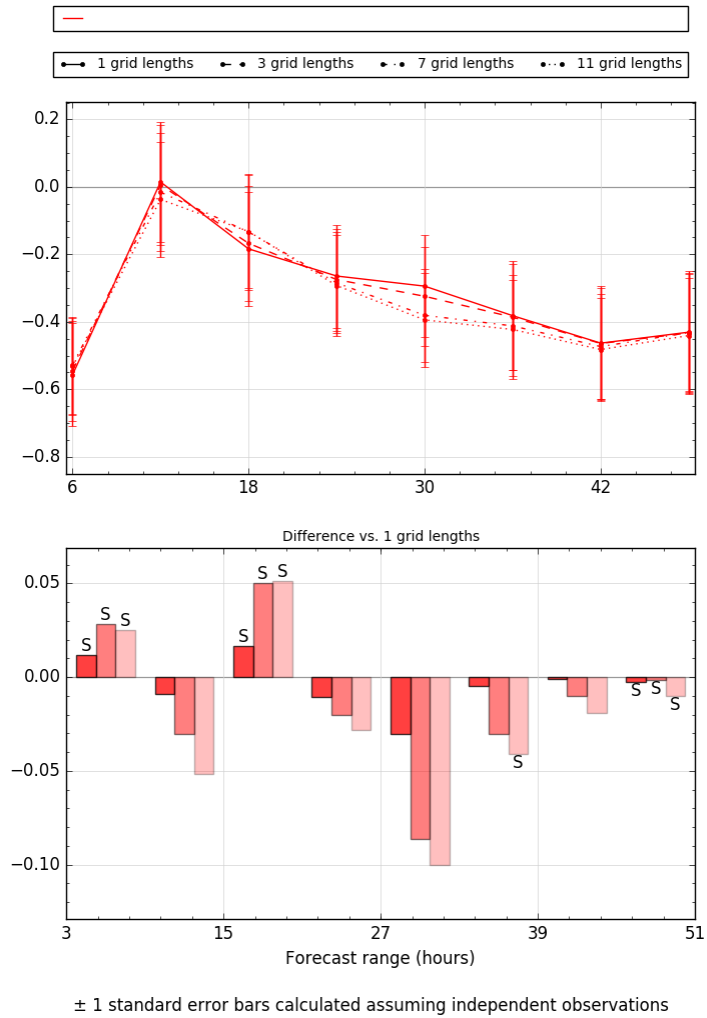 1 grid lengths 3 grid lengths 7 grid lengths 11 grid lengths
0.2
0.0
−0.2
−0.4
−0.6
−0.8
6 18 30 42
Difference vs. 1 grid lengths
0.05
0.00
−0.05
−0.10
S S S S S S S S S S
3 15 27 39 51
Forecast range (hours)
± 1 standard error bars calculated assuming independent observations